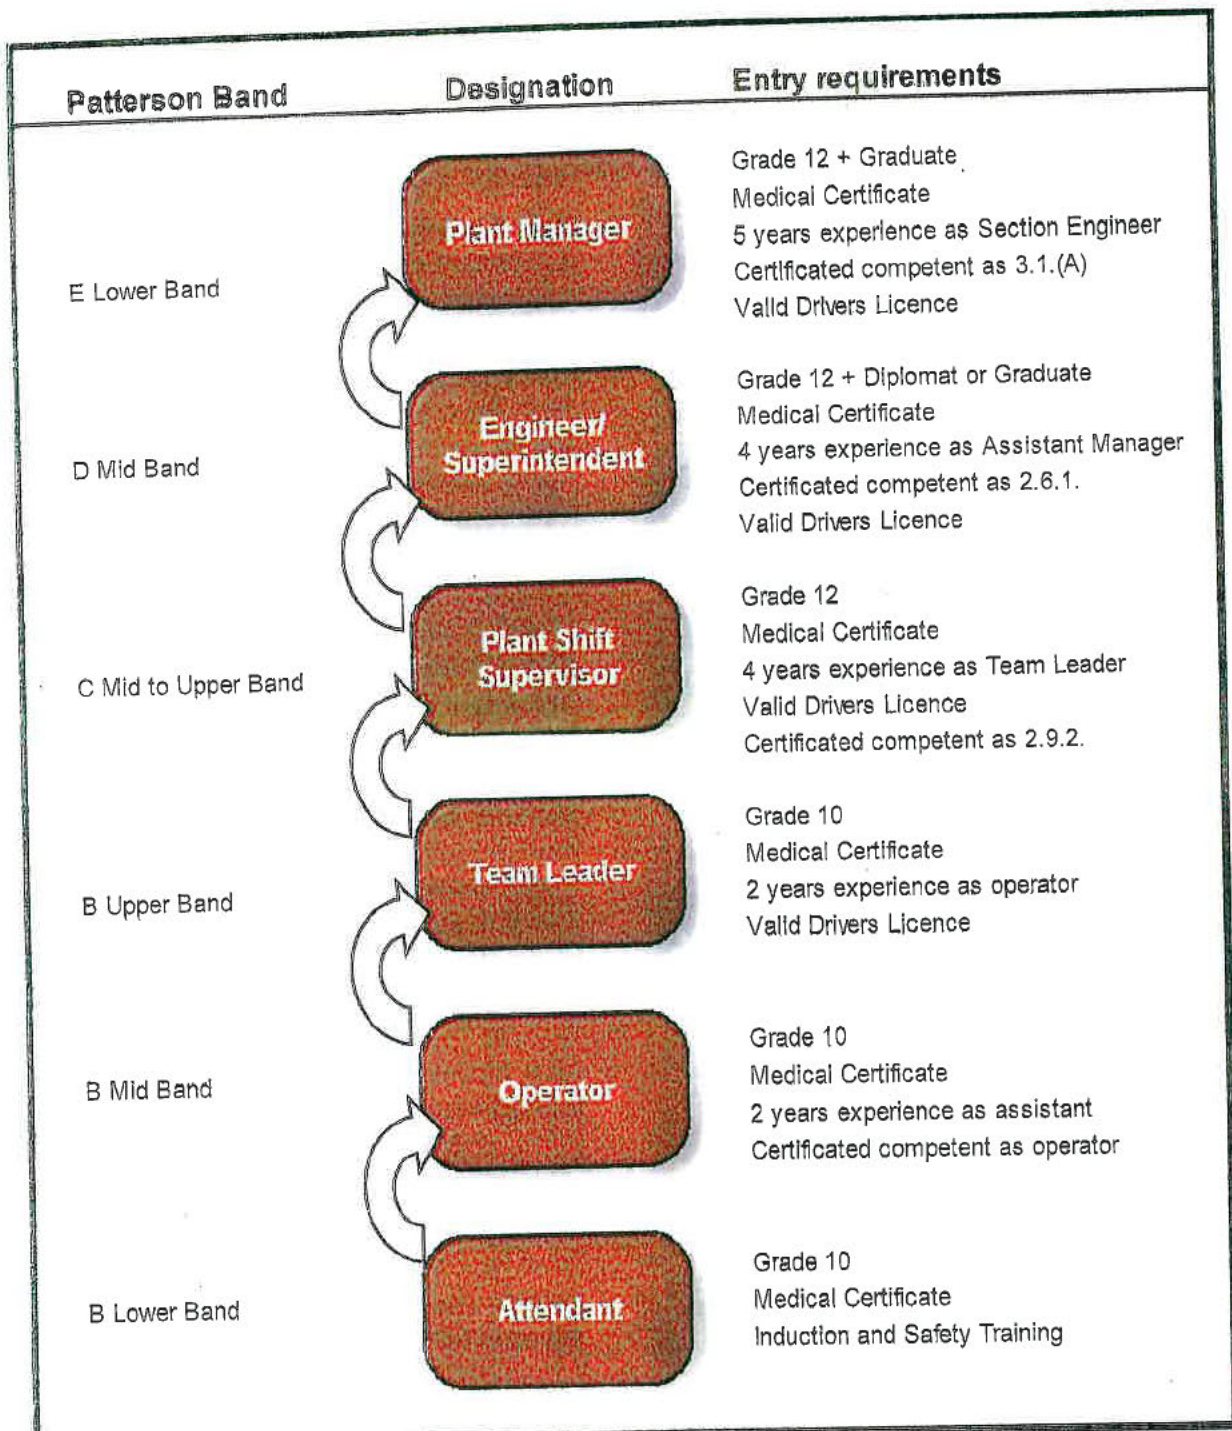 Patterson Band
Designation
Entry requirements
E Lower Band
Plant Manager
Grade 12 + Graduate
Medical Certificate
5 years experience as Section Engineer
Certificated competent as 3.1.(A)
Valid Drivers Licence
D Mid Band
Engineer/
Superintendent
Grade 12 + Diplomat or Graduate
Medical Certificate
4 years experience as Assistant Manager
Certificated competent as 2.6.1.
Valid Drivers Licence
C Mid to Upper Band
Plant Shift
Supervisor
Grade 12
Medical Certificate
4 years experience as Team Leader
Valid Drivers Licence
Certificated competent as 2.9.2.
B Upper Band
Team Leader
Grade 10
Medical Certificate
2 years experience as operator
Valid Drivers Licence
B Mid Band
Operator
Grade 10
Medical Certificate
2 years experience as assistant
Certificated competent as operator
B Lower Band
Attendant
Grade 10
Medical Certificate
Induction and Safety Training